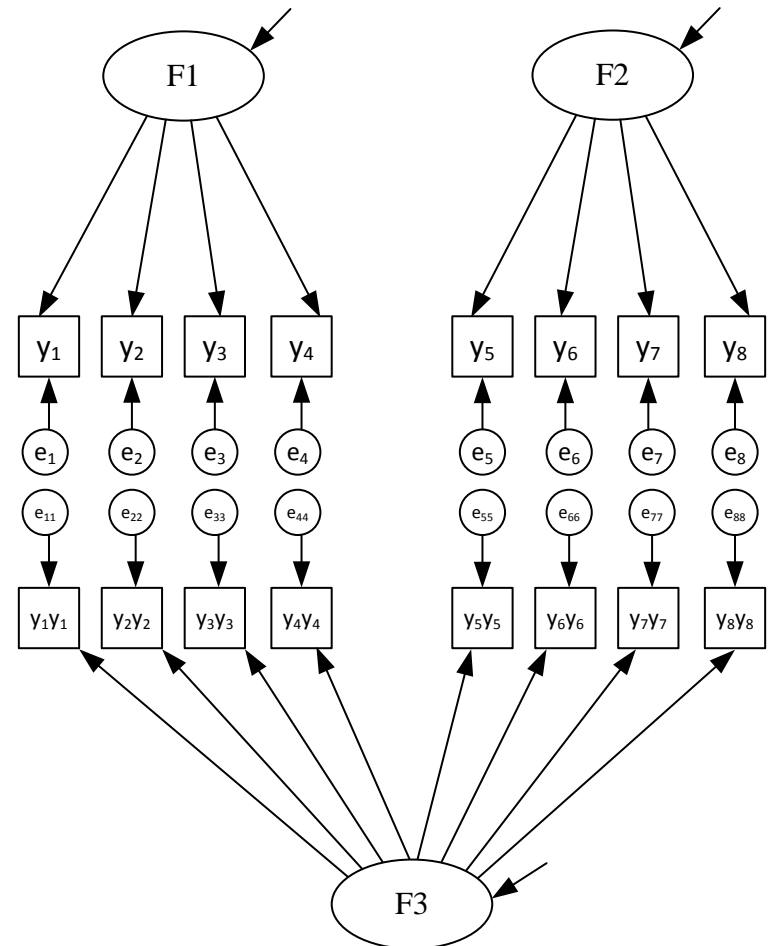 F1 F2
y₁ y₂ y₃ y₄ y₅ y₆ y₇ y₈
e₁ e₂ e₃ e₄ e₅ e₆ e₇ e₈
e₁₁ e₂₂ e₃₃ e₄₄ e₅₅ e₆₆ e₇₇ e₈₈
y₁y₁ y₂y₂ y₃y₃ y₄y₄ y₅y₅ y₆y₆ y₇y₇ y₈y₈
F3